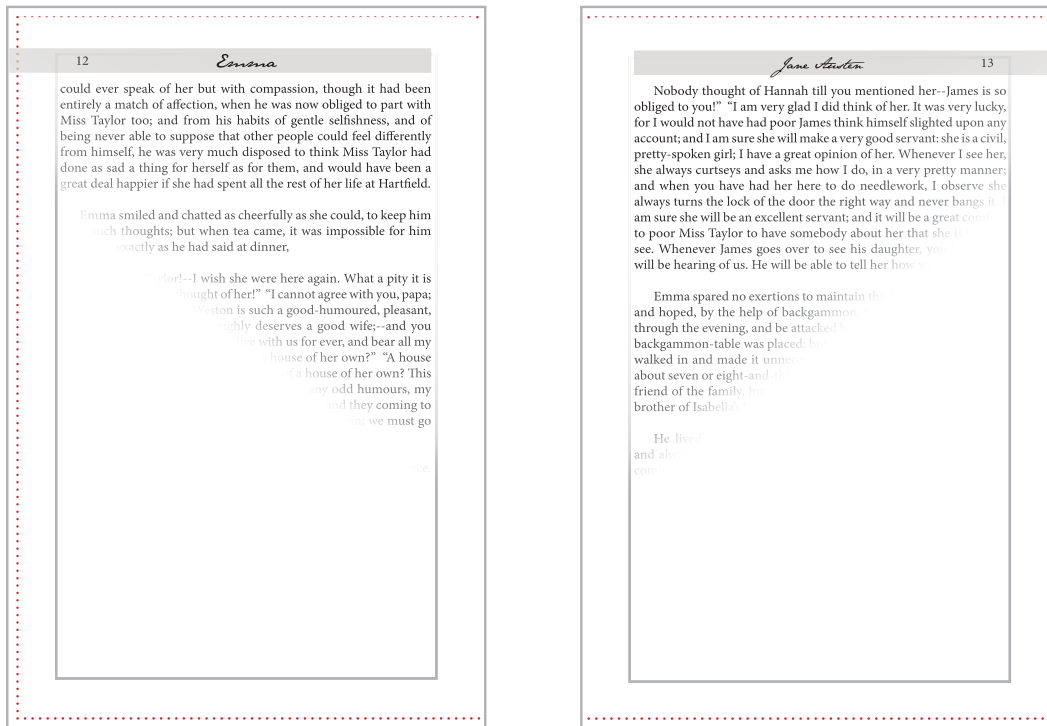 12
Emma
could ever speak of her but with compassion, though it had been
entirely a match of affection, when he was now obliged to part with
Miss Taylor too; and from his habits of gentle selfishness, and of
being never able to suppose that other people could feel differently
from himself, he was very much disposed to think Miss Taylor had
done as sad a thing for herself as for them, and would have been a
great deal happier if she had spent all the rest of her life at Hartfield.
Emma smiled and chatted as cheerfully as she could, to keep him
such thoughts; but when tea came, it was impossible for him
exactly as he had said at dinner,
I wish she were here again. What a pity it is
thought of her!” “I cannot agree with you, papa;
is such a good-humoured, pleasant,
deserves a good wife;--and you
with us for ever, and bear all my
house of her own?” “A house
of a house of her own? This
any odd humours, my
and they coming to
we must go
Jane Austen
13
Nobody thought of Hannah till you mentioned her--James is so
obliged to you!” “I am very glad I did think of her. It was very lucky,
for I would not have had poor James think himself slighted upon any
account; and I am sure she will make a very good servant: she is a civil,
pretty-spoken girl; I have a great opinion of her. Whenever I see her,
she always curtseys and asks me how I do, in a very pretty manner;
and when you have had her here to do needlework, I observe she
always turns the lock of the door the right way and never bangs it. I
am sure she will be an excellent servant; and it will be a great
to poor Miss Taylor to have somebody about her that she is
see. Whenever James goes over to see his daughter, you
will be hearing of us. He will be able to tell her how
Emma spared no exertions to maintain
and hoped, by the help of backgammon,
through the evening, and be attacked
backgammon-table was placed;
walked in and made it
about seven or
friend of the family,
brother of Isabella's
He lived
and